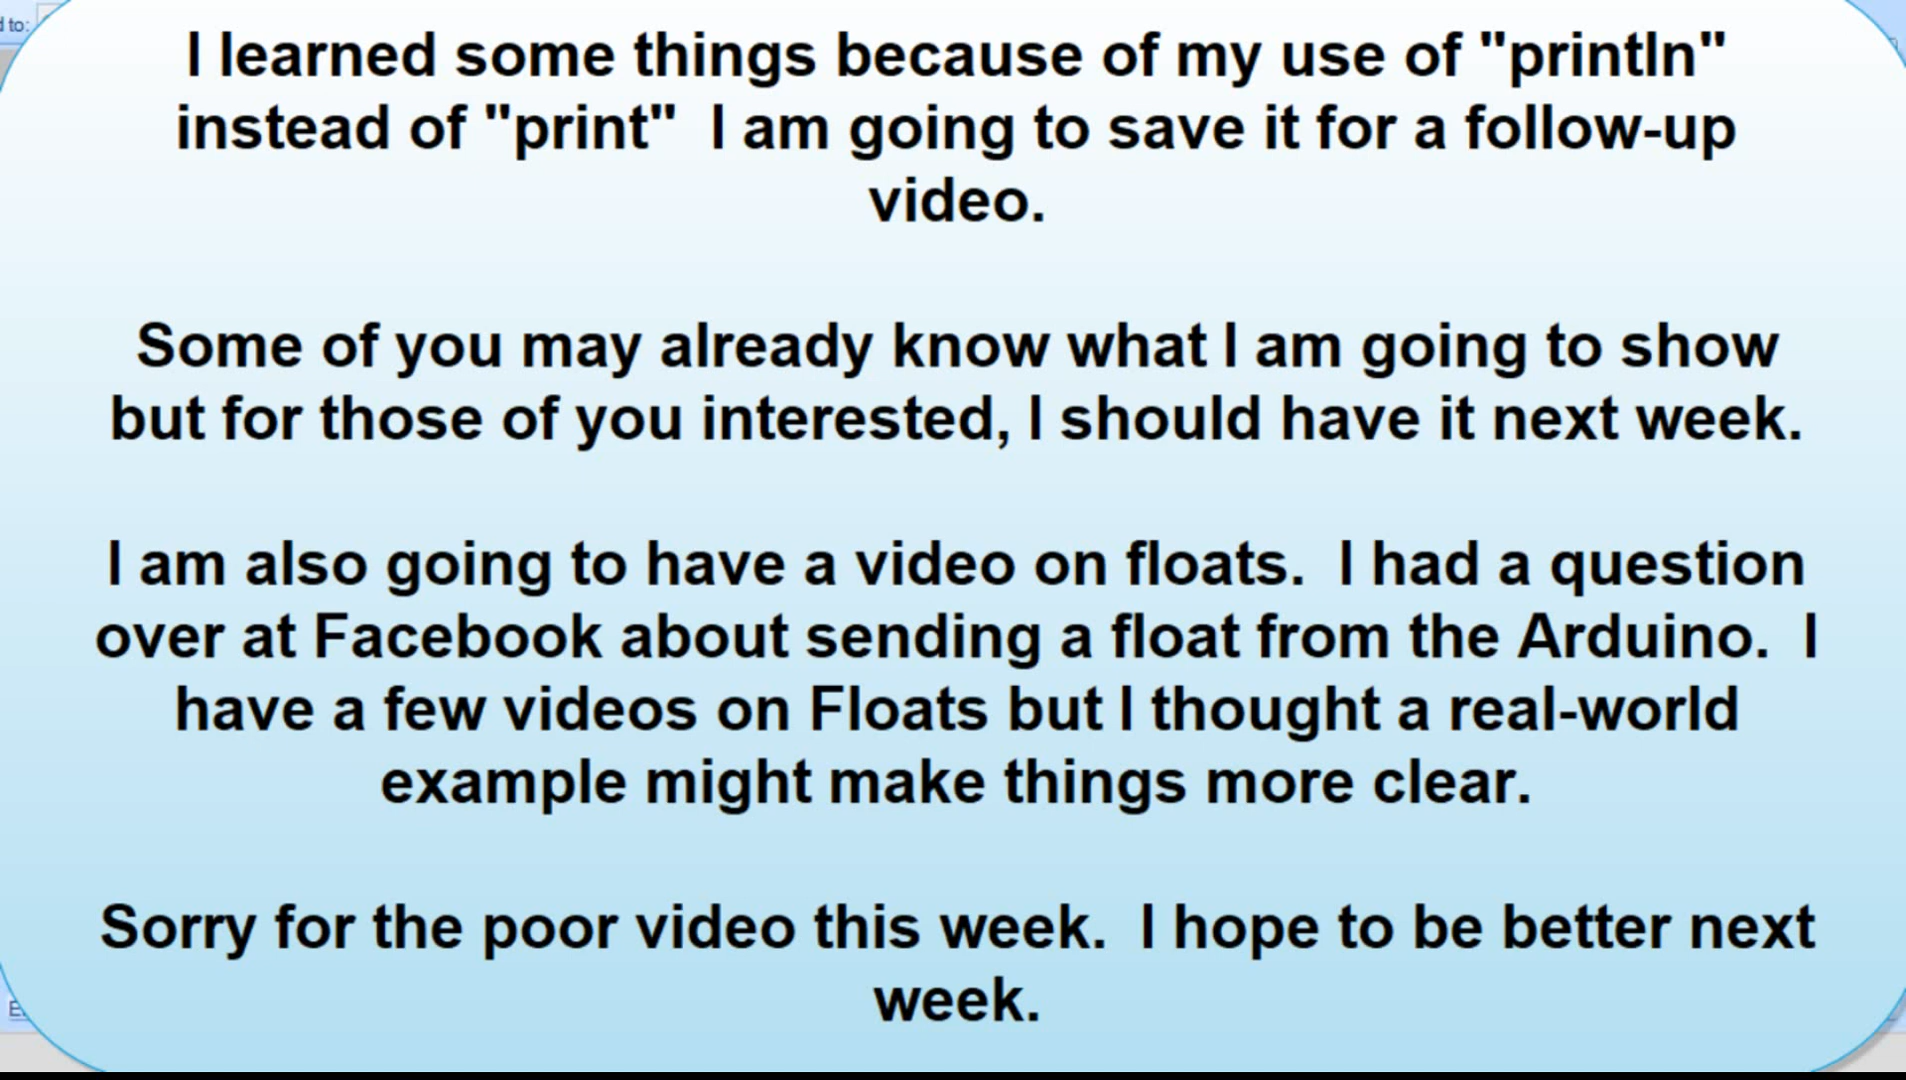 d to:
I learned some things because of my use of "println"
instead of "print"  I am going to save it for a follow-up
video.
Some of you may already know what I am going to show
but for those of you interested, I should have it next week.
I am also going to have a video on floats.  I had a question
over at Facebook about sending a float from the Arduino.  I
have a few videos on Floats but I thought a real-world
example might make things more clear.
Sorry for the poor video this week.  I hope to be better next
week.